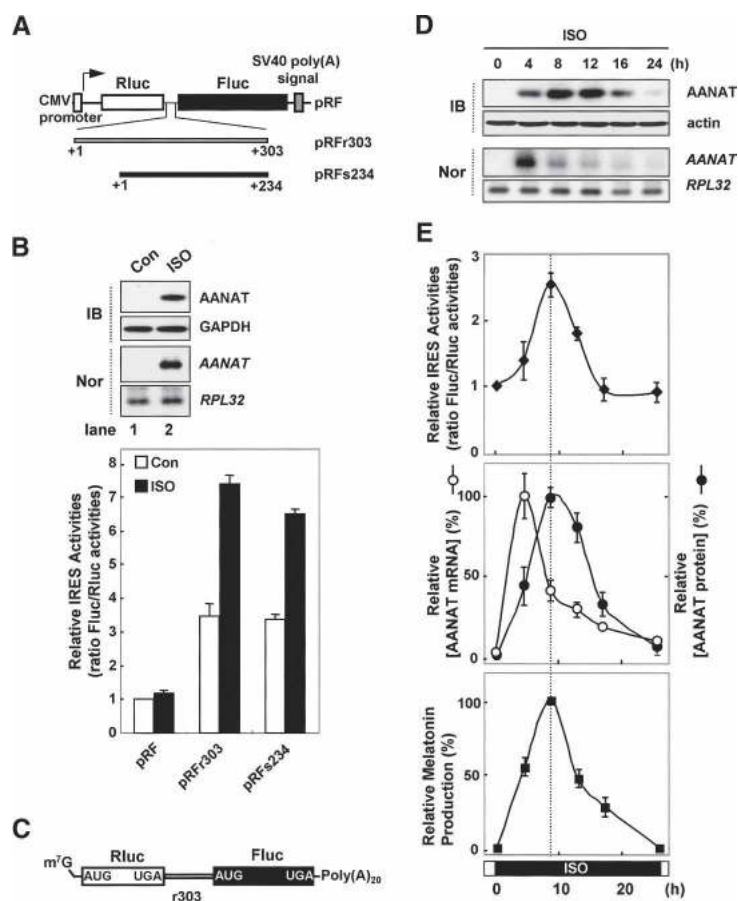 A
SV40 poly(A)
signal
Rluc
Fluc
CMV
promoter
pRF
+1
+303
pRFr303
+1
+234
pRFs234
B
Con
ISO
IB
AANAT
GAPDH
Nor
AANAT
RPL32
lane
1
2
Relative IRES Activities
(ratio Fluc/Rluc activities)
8
7
6
5
4
3
2
1
0
Con
ISO
pRF
pRFr303
pRFs234
C
m7G
Rluc
Fluc
AUG
UGA
AUG
UGA
Poly(A)20
r303
D
ISO
0 4 8 12 16 24 (h)
IB
AANAT
actin
Nor
AANAT
RPL32
E
Relative IRES Activities
(ratio Fluc/Rluc activities)
3
2
1
0
Relative
[AANAT mRNA] (%)
100
50
0
Relative
[AANAT protein] (%)
Relative Melatonin
Production (%)
100
50
0
ISO
0 10 20 (h)